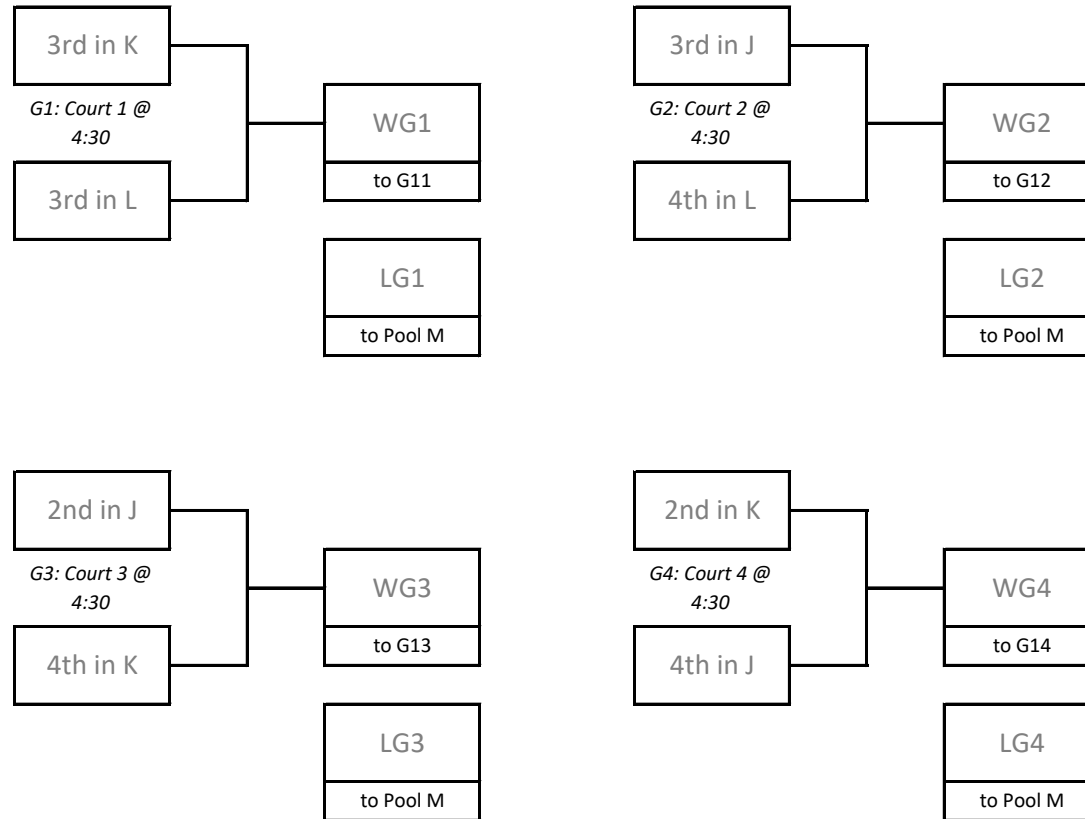 3rd in K
G1: Court 1 @
4:30
3rd in L
WG1
to G11
LG1
to Pool M
3rd in J
G2: Court 2 @
4:30
4th in L
WG2
to G12
LG2
to Pool M
2nd in J
G3: Court 3 @
4:30
4th in K
WG3
to G13
LG3
to Pool M
2nd in K
G4: Court 4 @
4:30
4th in J
WG4
to G14
LG4
to Pool M